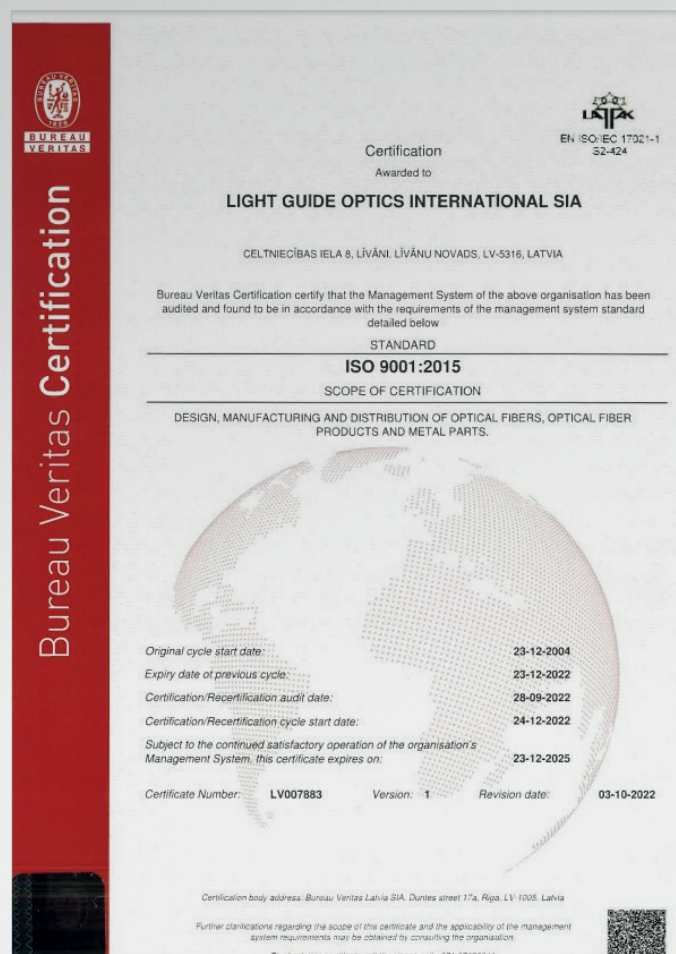 BUREAU VERITAS
1828
BUREAU
VERITAS
Bureau Veritas Certification
LATAK
EN ISO/IEC 17021-1
S2-424
Certification
Awarded to
LIGHT GUIDE OPTICS INTERNATIONAL SIA
CELTNIECĪBAS IELA 8, LĪVĀNI, LĪVĀNU NOVADS, LV-5316, LATVIA
Bureau Veritas Certification certify that the Management System of the above organisation has been
audited and found to be in accordance with the requirements of the management system standard
detailed below
STANDARD
ISO 9001:2015
SCOPE OF CERTIFICATION
DESIGN, MANUFACTURING AND DISTRIBUTION OF OPTICAL FIBERS, OPTICAL FIBER
PRODUCTS AND METAL PARTS.
Original cycle start date: 23-12-2004
Expiry date of previous cycle: 23-12-2022
Certification/Recertification audit date: 28-09-2022
Certification/Recertification cycle start date: 24-12-2022
Subject to the continued satisfactory operation of the organisation's
Management System, this certificate expires on: 23-12-2025
Certificate Number: LV007883 Version: 1 Revision date: 03-10-2022
Certification body address: Bureau Veritas Latvia SIA, Duntes street 17a, Riga, LV-1005, Latvia
Further clarifications regarding the scope of this certificate and the applicability of the management
system requirements may be obtained by consulting the organisation.